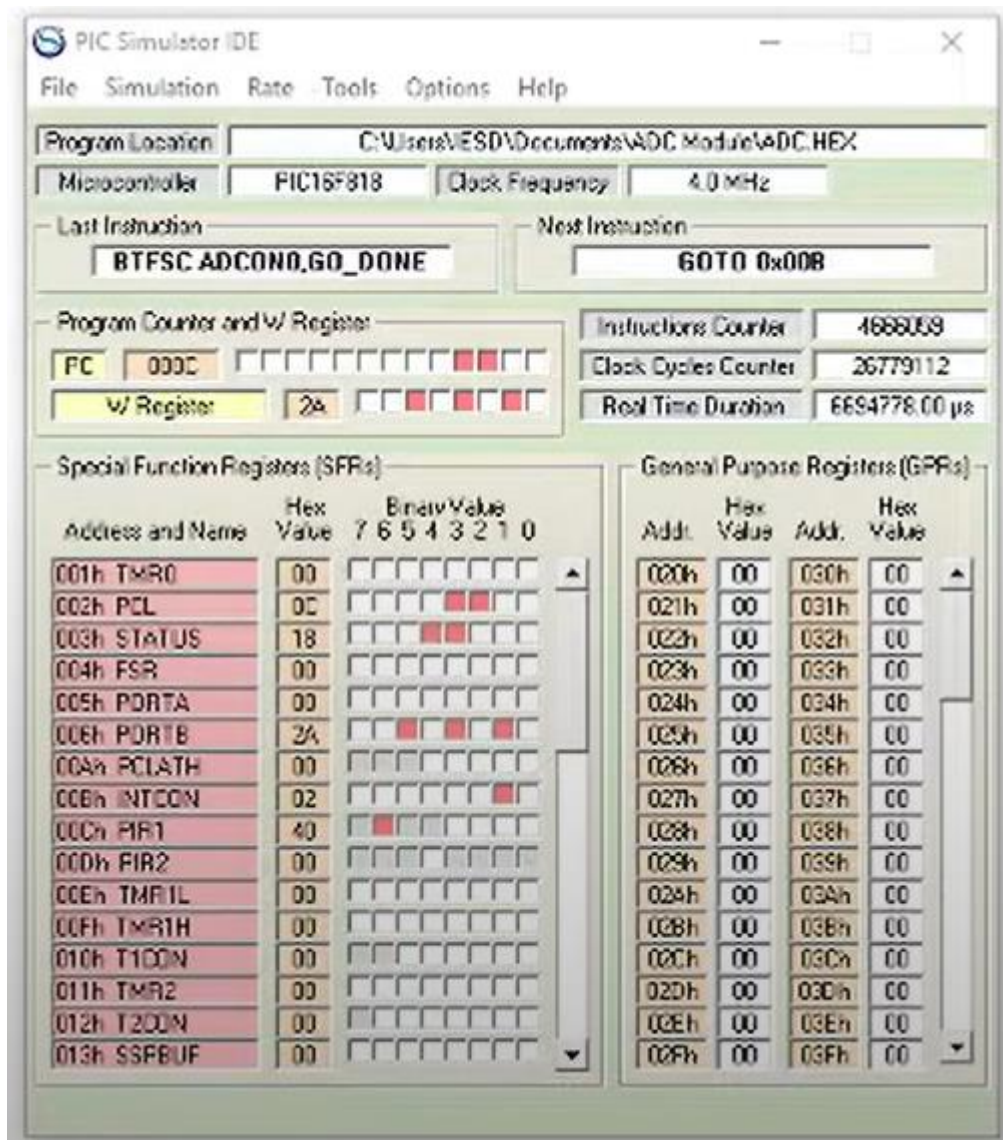 PIC Simulator IDE
File Simulation Rate Tools Options Help
Program Location C:\Users\IESD\Documents\ADC Module\ADC.HEX
Microcontroller PIC16F818 Clock Frequency 4.0 MHz
Last Instruction Next Instruction
BTFSC ADCON0,GO_DONE GOTO 0x00B
Program Counter and W Register Instructions Counter 4666059
PC 000C Clock Cycles Counter 26779112
W Register 2A Real Time Duration 6694778.00 µs
Special Function Registers (SFRs) General Purpose Registers (GPRs)
Hex Binary Value Hex Hex
Address and Name Value 7 6 5 4 3 2 1 0 Addr. Value Addr. Value
001h TMR0 00 020h 00 030h 00
002h PCL 0C 021h 00 031h 00
003h STATUS 18 022h 00 032h 00
004h FSR 00 023h 00 033h 00
005h PORTA 00 024h 00 034h 00
006h PORTB 2A 025h 00 035h 00
00Ah PCLATH 00 026h 00 036h 00
00Bh INTCON 02 027h 00 037h 00
00Ch PIR1 40 028h 00 038h 00
00Dh PIR2 00 029h 00 039h 00
00Eh TMR1L 00 02Ah 00 03Ah 00
00Fh TMR1H 00 02Bh 00 03Bh 00
010h T1CON 00 02Ch 00 03Ch 00
011h TMR2 00 02Dh 00 03Dh 00
012h T2CON 00 02Eh 00 03Eh 00
013h SSPBUF 00 02Fh 00 03Fh 00